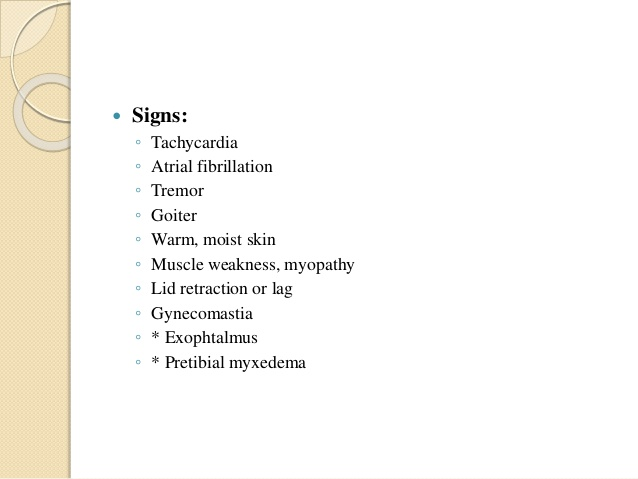 • Signs:
◦ Tachycardia
◦ Atrial fibrillation
◦ Tremor
◦ Goiter
◦ Warm, moist skin
◦ Muscle weakness, myopathy
◦ Lid retraction or lag
◦ Gynecomastia
◦ * Exophtalmus
◦ * Pretibial myxedema